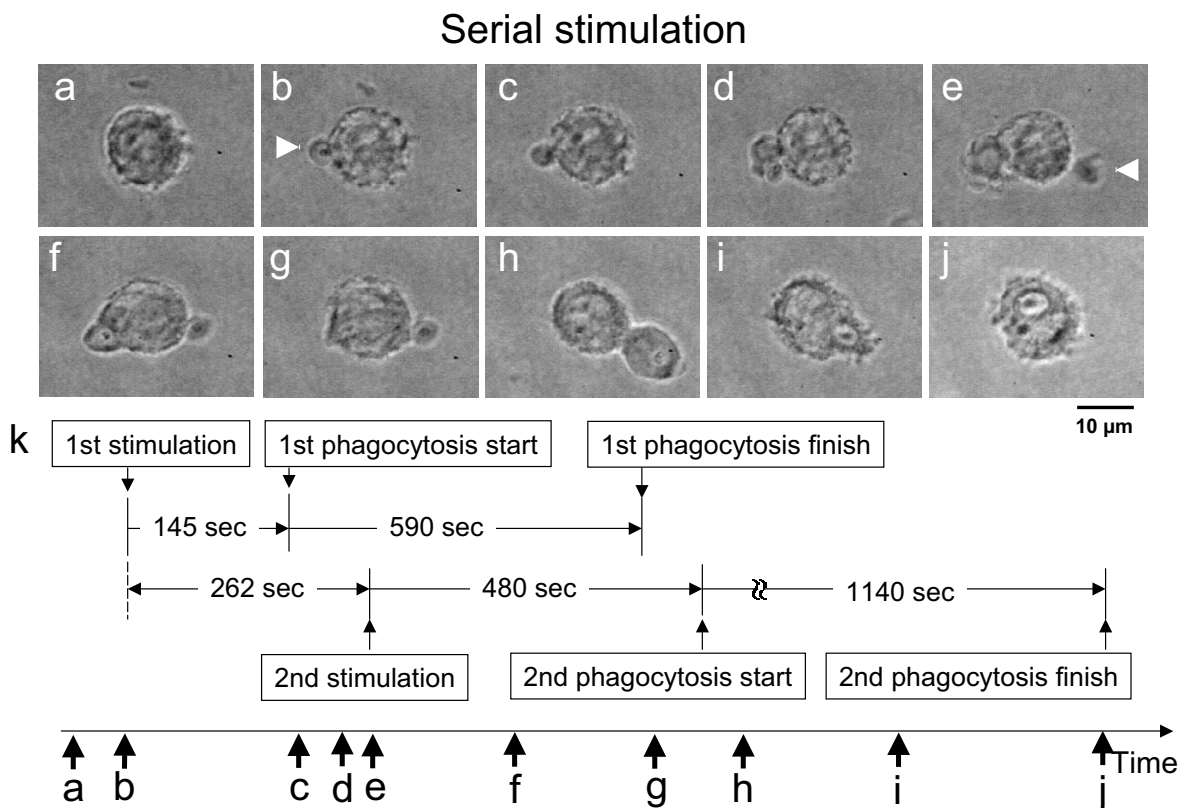 Serial stimulation
a b c d e
f g h i j
10 µm
k
1st stimulation 1st phagocytosis start 1st phagocytosis finish
145 sec 590 sec
262 sec 480 sec 1140 sec
2nd stimulation 2nd phagocytosis start 2nd phagocytosis finish
Time
a b c d e f g h i j